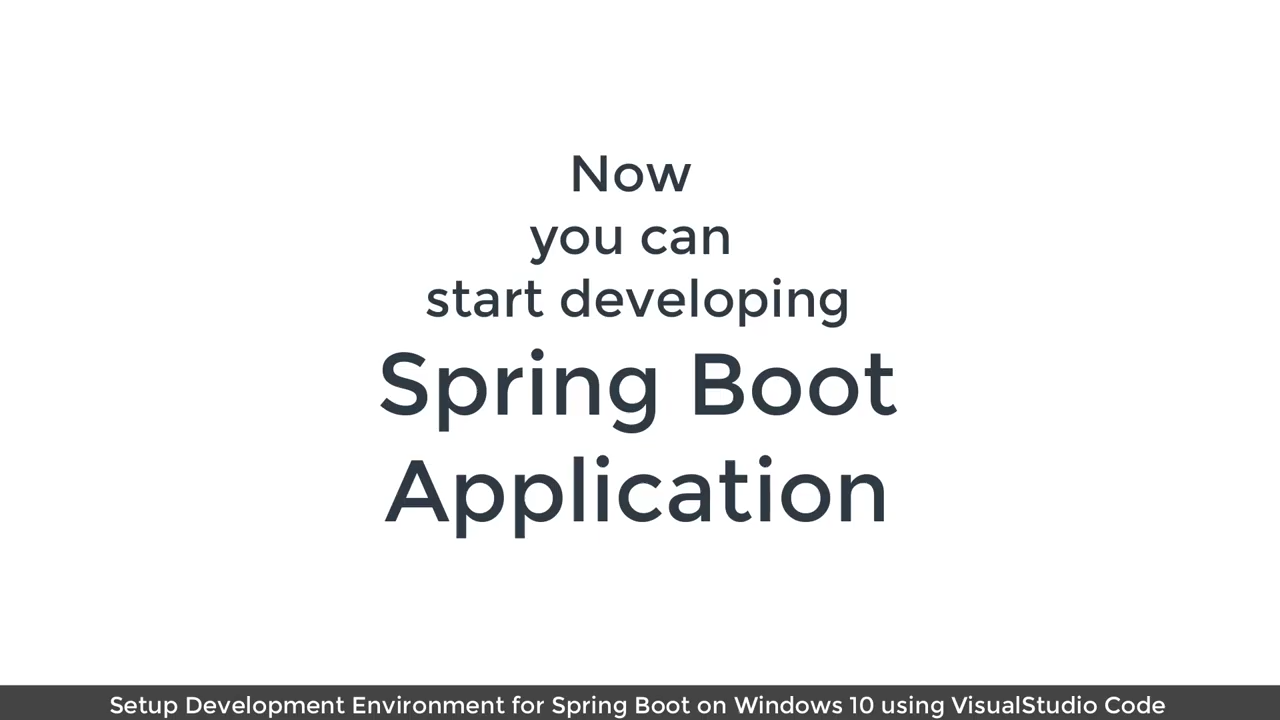 Now
you can
start developing
Spring Boot
Application
Setup Development Environment for Spring Boot on Windows 10 using VisualStudio Code